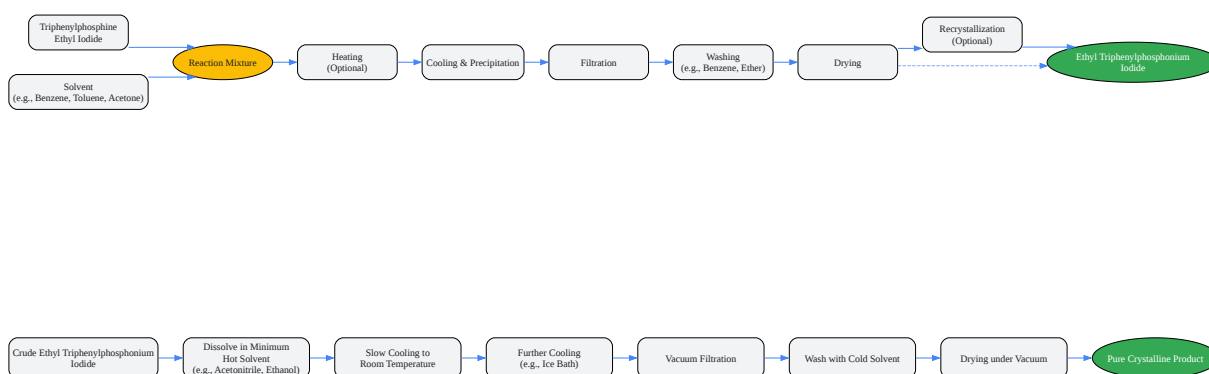 Triphenylphosphine
Ethyl Iodide
Solvent
(e.g., Benzene, Toluene, Acetone)
Reaction Mixture
Heating
(Optional)
Cooling & Precipitation
Filtration
Washing
(e.g., Benzene, Ether)
Drying
Recrystallization
(Optional)
Ethyl Triphenylphosphonium
Iodide
Crude Ethyl Triphenylphosphonium
Iodide
Dissolve in Minimum
Hot Solvent
(e.g., Acetonitrile, Ethanol)
Slow Cooling to
Room Temperature
Further Cooling
(e.g., Ice Bath)
Vacuum Filtration
Wash with Cold Solvent
Drying under Vacuum
Pure Crystalline Product